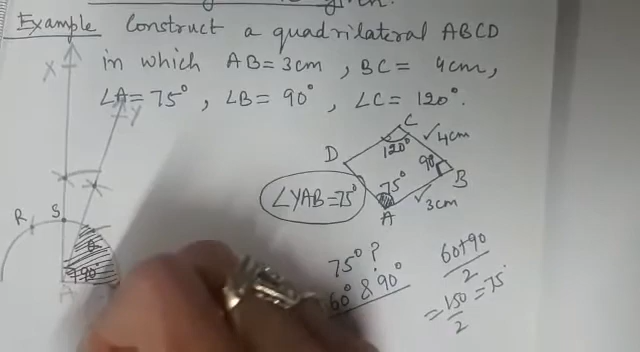 Example Construct a quadrilateral ABCD
in which AB = 3cm, BC = 4cm,
∠A = 75°, ∠B = 90°, ∠C = 120°.
X
Y
R
S
θ
90°
A
C
120°
4cm
90
D
B
75°
3cm
A
∠YAB = 75°
75° ?
60° & 90°
60+90
2
= 150 = 75°
2